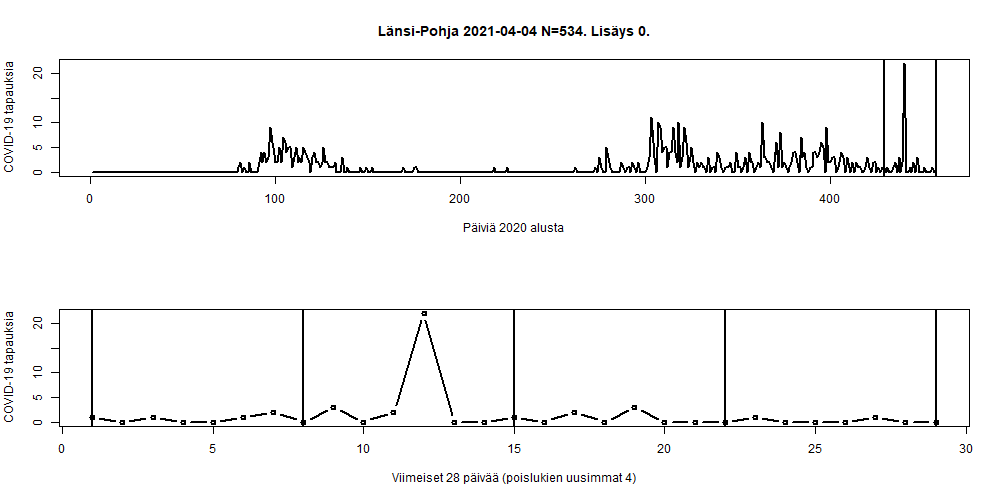 Länsi-Pohja 2021-04-04 N=534. Lisäys 0.
COVID-19 tapauksia
0 5 10 20
0 100 200 300 400
Päiviä 2020 alusta
COVID-19 tapauksia
0 5 10 20
0 5 10 15 20 25 30
Viimeiset 28 päivää (poislukien uusimmat 4)